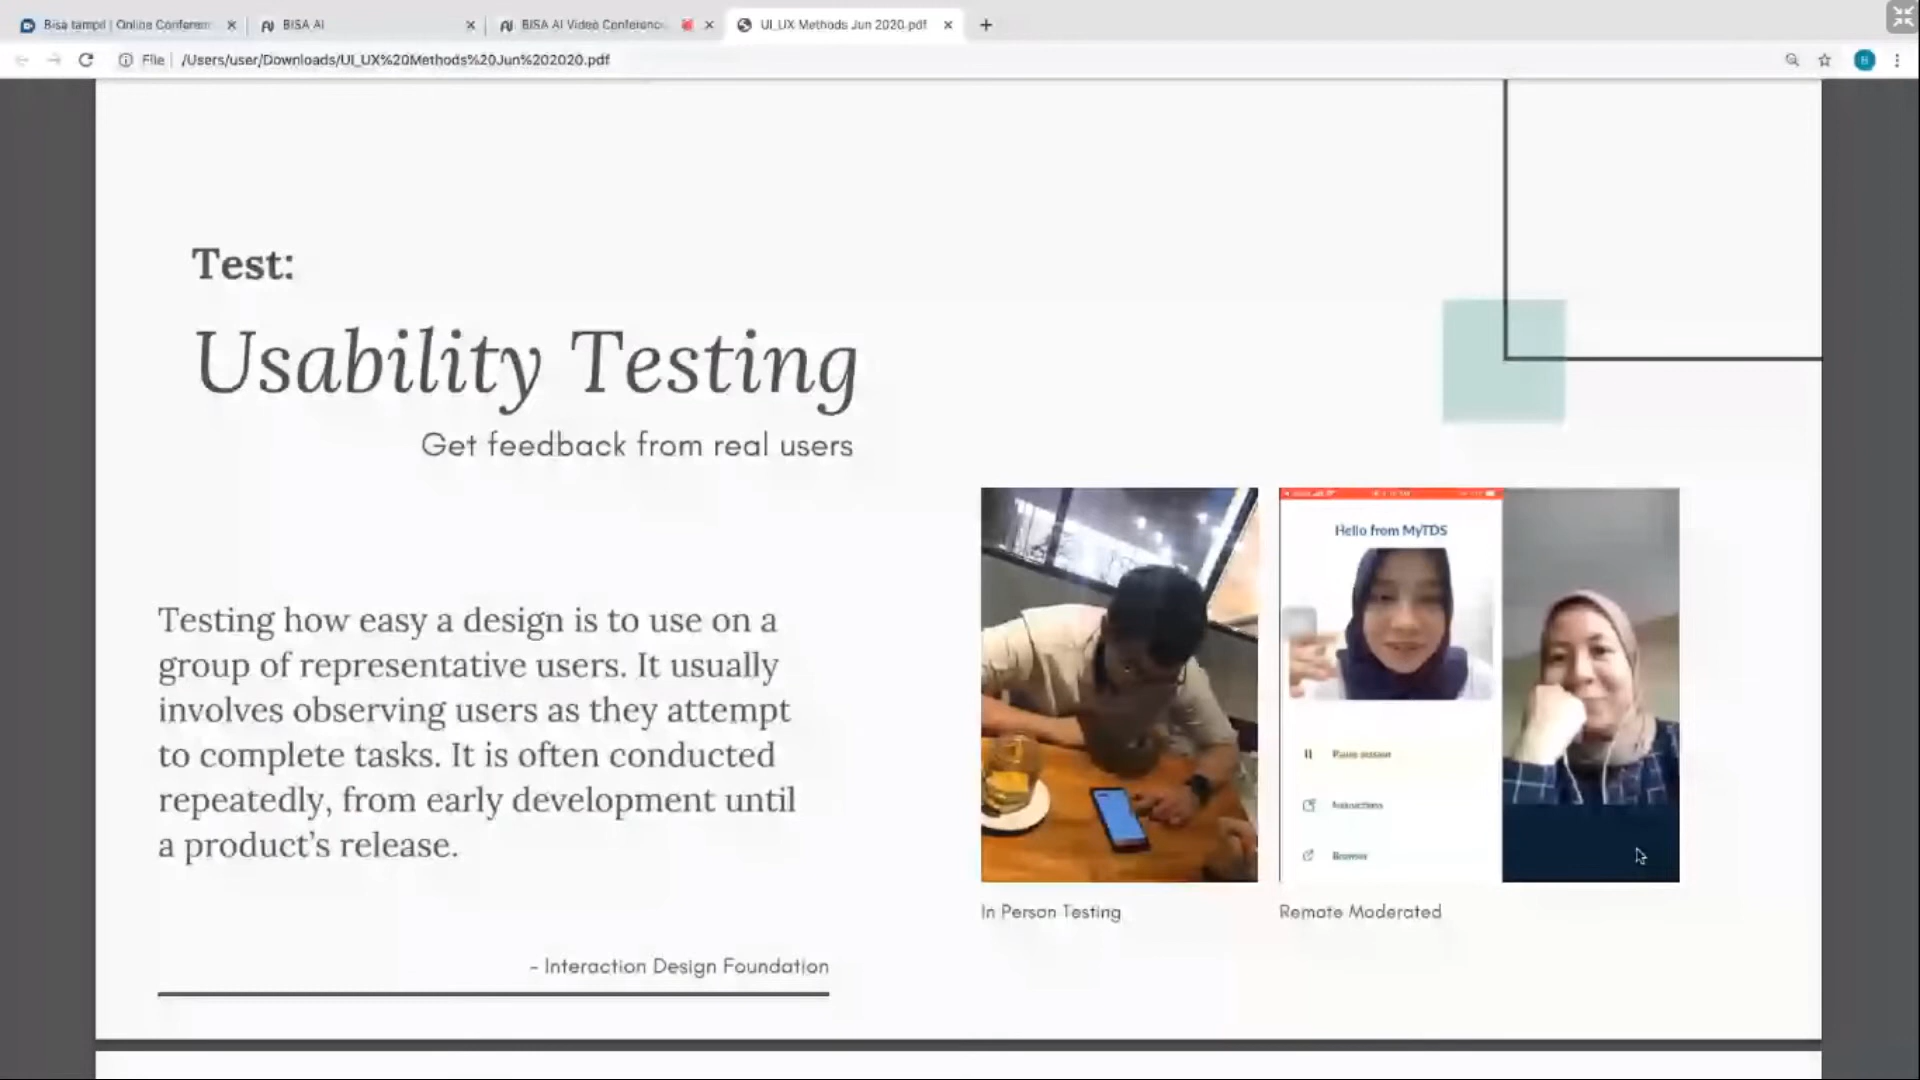 Bisa tampil | Online Conferen
BISA AI
BISA AI Video Conferenc
UI_UX Methods Jun 2020.pdf
File
/Users/user/Downloads/UI_UX%20Methods%20Jun%202020.pdf
Test:
Usability Testing
Get feedback from real users
Testing how easy a design is to use on a
group of representative users. It usually
involves observing users as they attempt
to complete tasks. It is often conducted
repeatedly, from early development until
a product's release.
- Interaction Design Foundation
Hello from MyTDS
Pause session
Instructions
Browser
In Person Testing
Remote Moderated